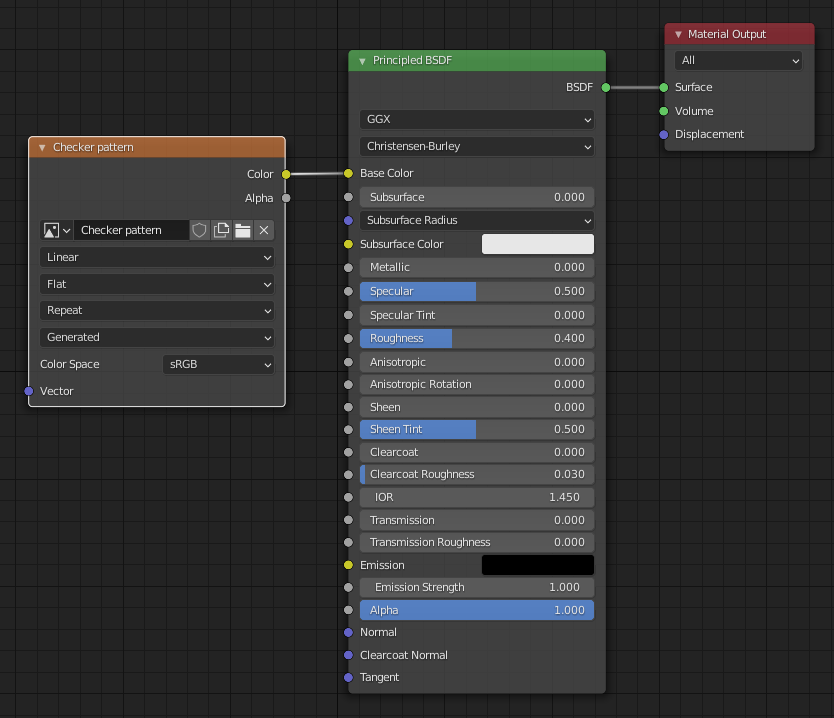 Checker pattern
Color
Alpha
Checker pattern
Linear
Flat
Repeat
Generated
Color Space sRGB
Vector
Principled BSDF
BSDF
GGX
Christensen-Burley
Base Color
Subsurface 0.000
Subsurface Radius
Subsurface Color
Metallic 0.000
Specular 0.500
Specular Tint 0.000
Roughness 0.400
Anisotropic 0.000
Anisotropic Rotation 0.000
Sheen 0.000
Sheen Tint 0.500
Clearcoat 0.000
Clearcoat Roughness 0.030
IOR 1.450
Transmission 0.000
Transmission Roughness 0.000
Emission
Emission Strength 1.000
Alpha 1.000
Normal
Clearcoat Normal
Tangent
Material Output
All
Surface
Volume
Displacement